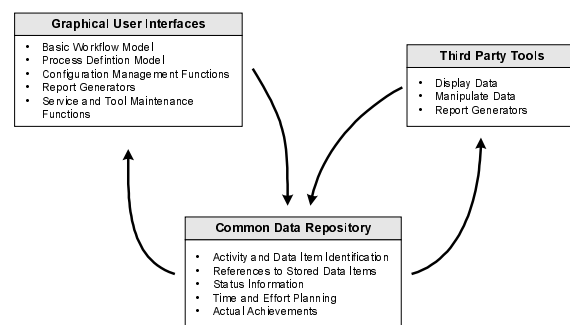 Graphical User Interfaces
• Basic Workflow Model
• Process Defintion Model
• Configuration Management Functions
• Report Generators
• Service and Tool Maintenance
Functions
Third Party Tools
• Display Data
• Manipulate Data
• Report Generators
Common Data Repository
• Activity and Data Item Identification
• References to Stored Data Items
• Status Information
• Time and Effort Planning
• Actual Achievements